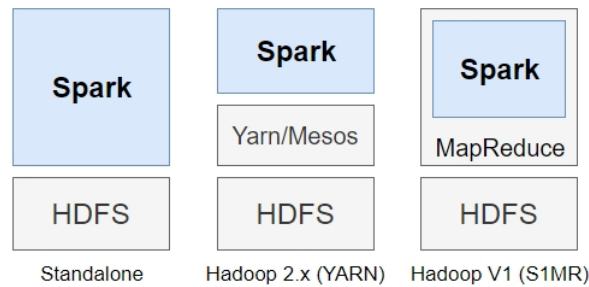 Spark
HDFS
Standalone
Spark
Yarn/Mesos
HDFS
Hadoop 2.x (YARN)
Spark
MapReduce
HDFS
Hadoop V1 (S1MR)